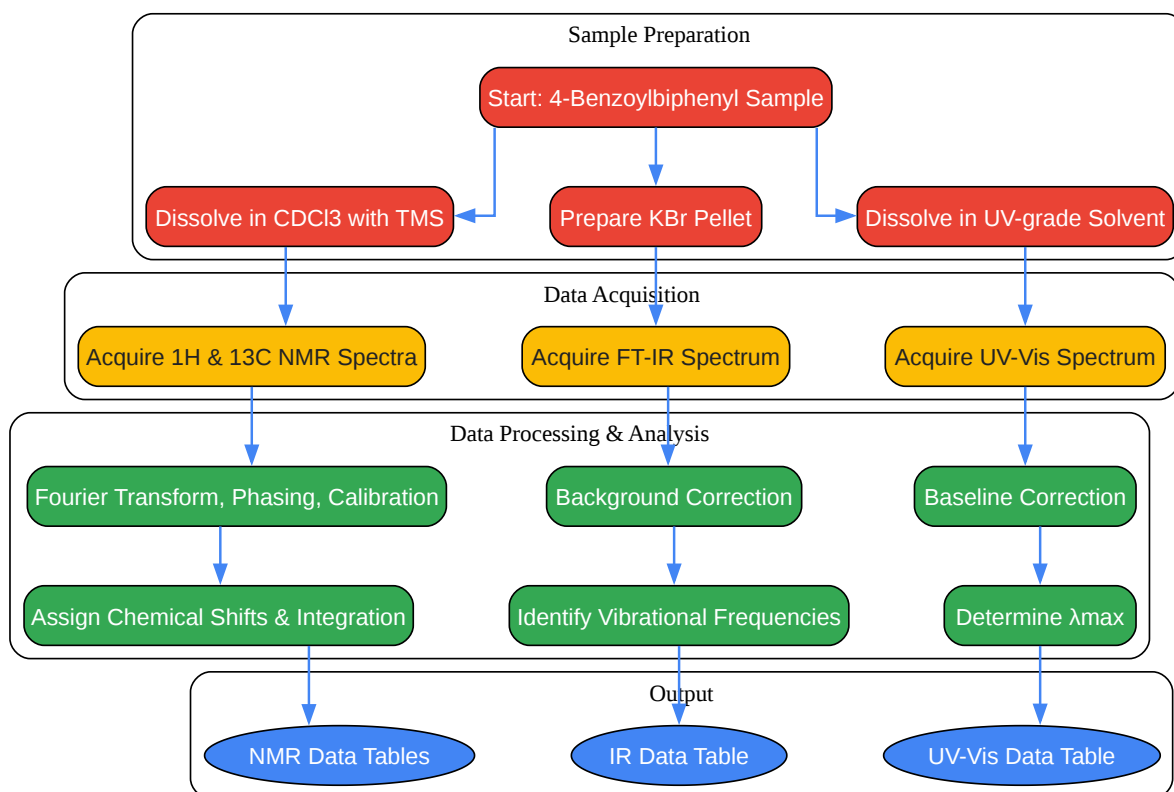 Sample Preparation
Start: 4-Benzoylbiphenyl Sample
Dissolve in CDCl3 with TMS
Prepare KBr Pellet
Dissolve in UV-grade Solvent
Data Acquisition
Acquire 1H & 13C NMR Spectra
Acquire FT-IR Spectrum
Acquire UV-Vis Spectrum
Data Processing & Analysis
Fourier Transform, Phasing, Calibration
Background Correction
Baseline Correction
Assign Chemical Shifts & Integration
Identify Vibrational Frequencies
Determine λmax
Output
NMR Data Tables
IR Data Table
UV-Vis Data Table